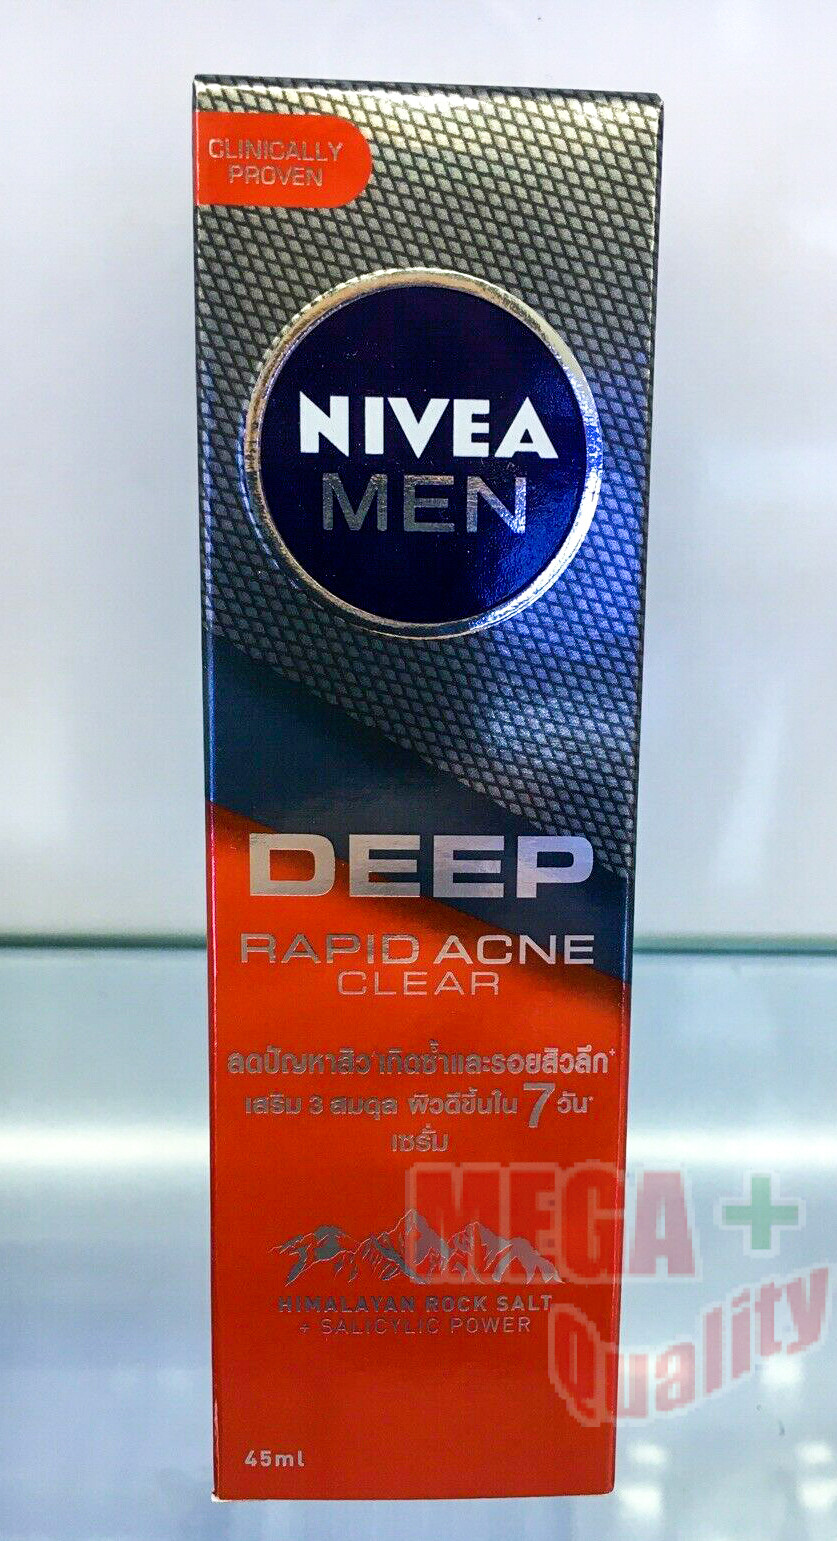 CLINICALLY
PROVEN
NIVEA
MEN
DEEP
RAPID ACNE
CLEAR
ลดปัญหาสิว*เกิดซ้ำและรอยสิวลึก+
เสริม 3 สมดุล ผิวดีขึ้นใน 7 วัน*
เซรั่ม
HIMALAYAN ROCK SALT
+ SALICYLIC POWER
45ml
MEGA +
Quality